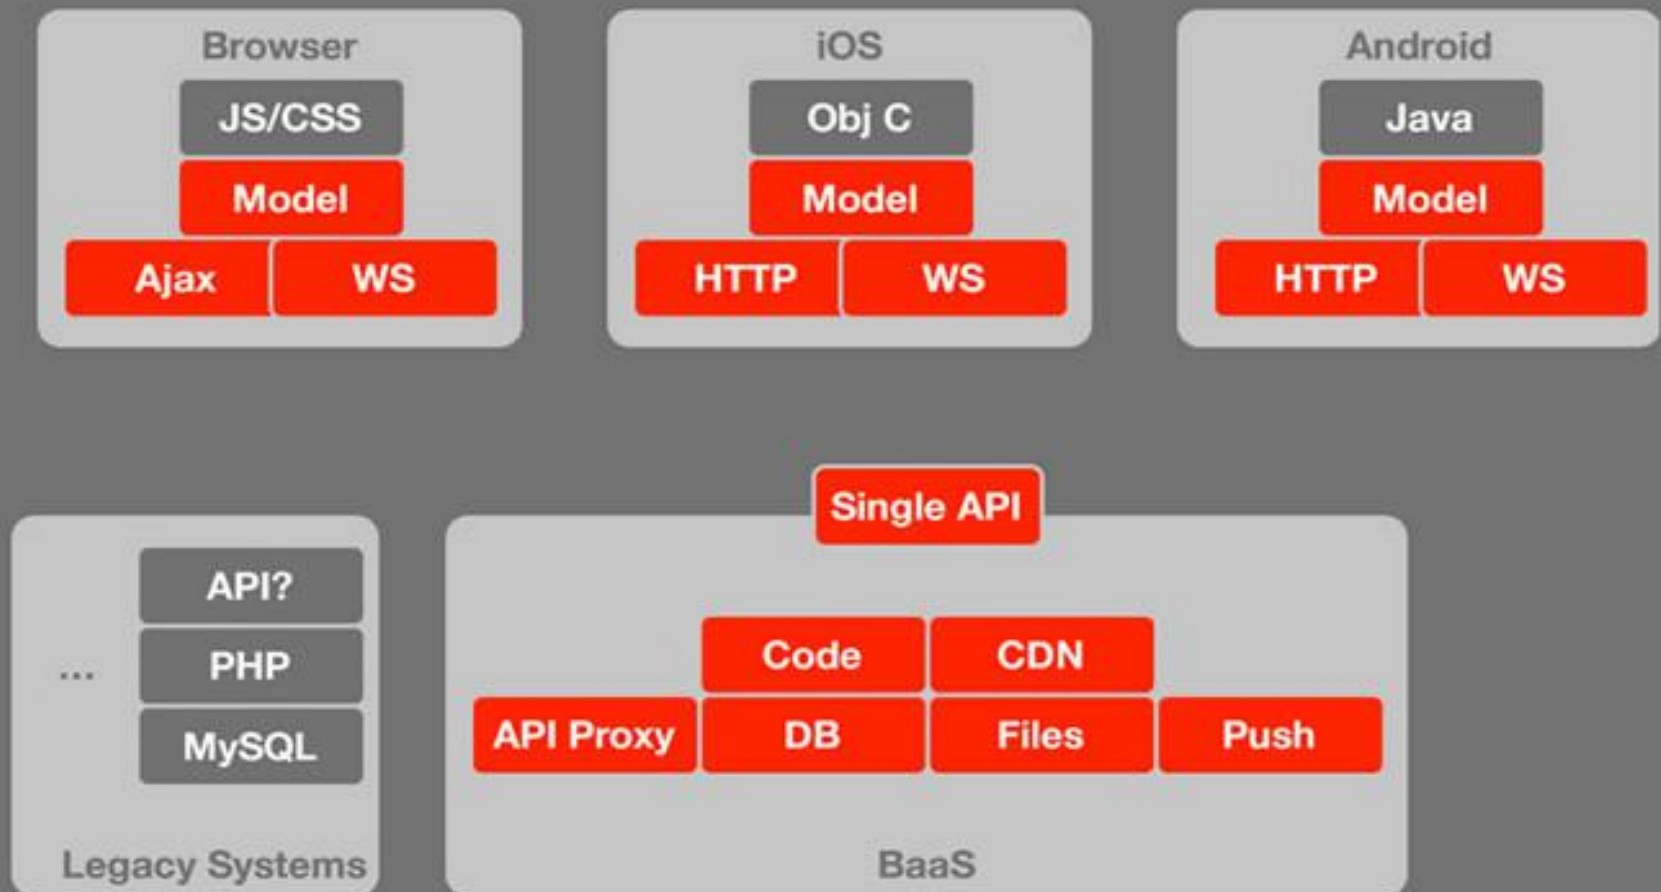 Browser
JS/CSS
Model
Ajax WS
iOS
Obj C
Model
HTTP WS
Android
Java
Model
HTTP WS
API?
... PHP
MySQL
Legacy Systems
Single API
Code CDN
API Proxy DB Files Push
BaaS